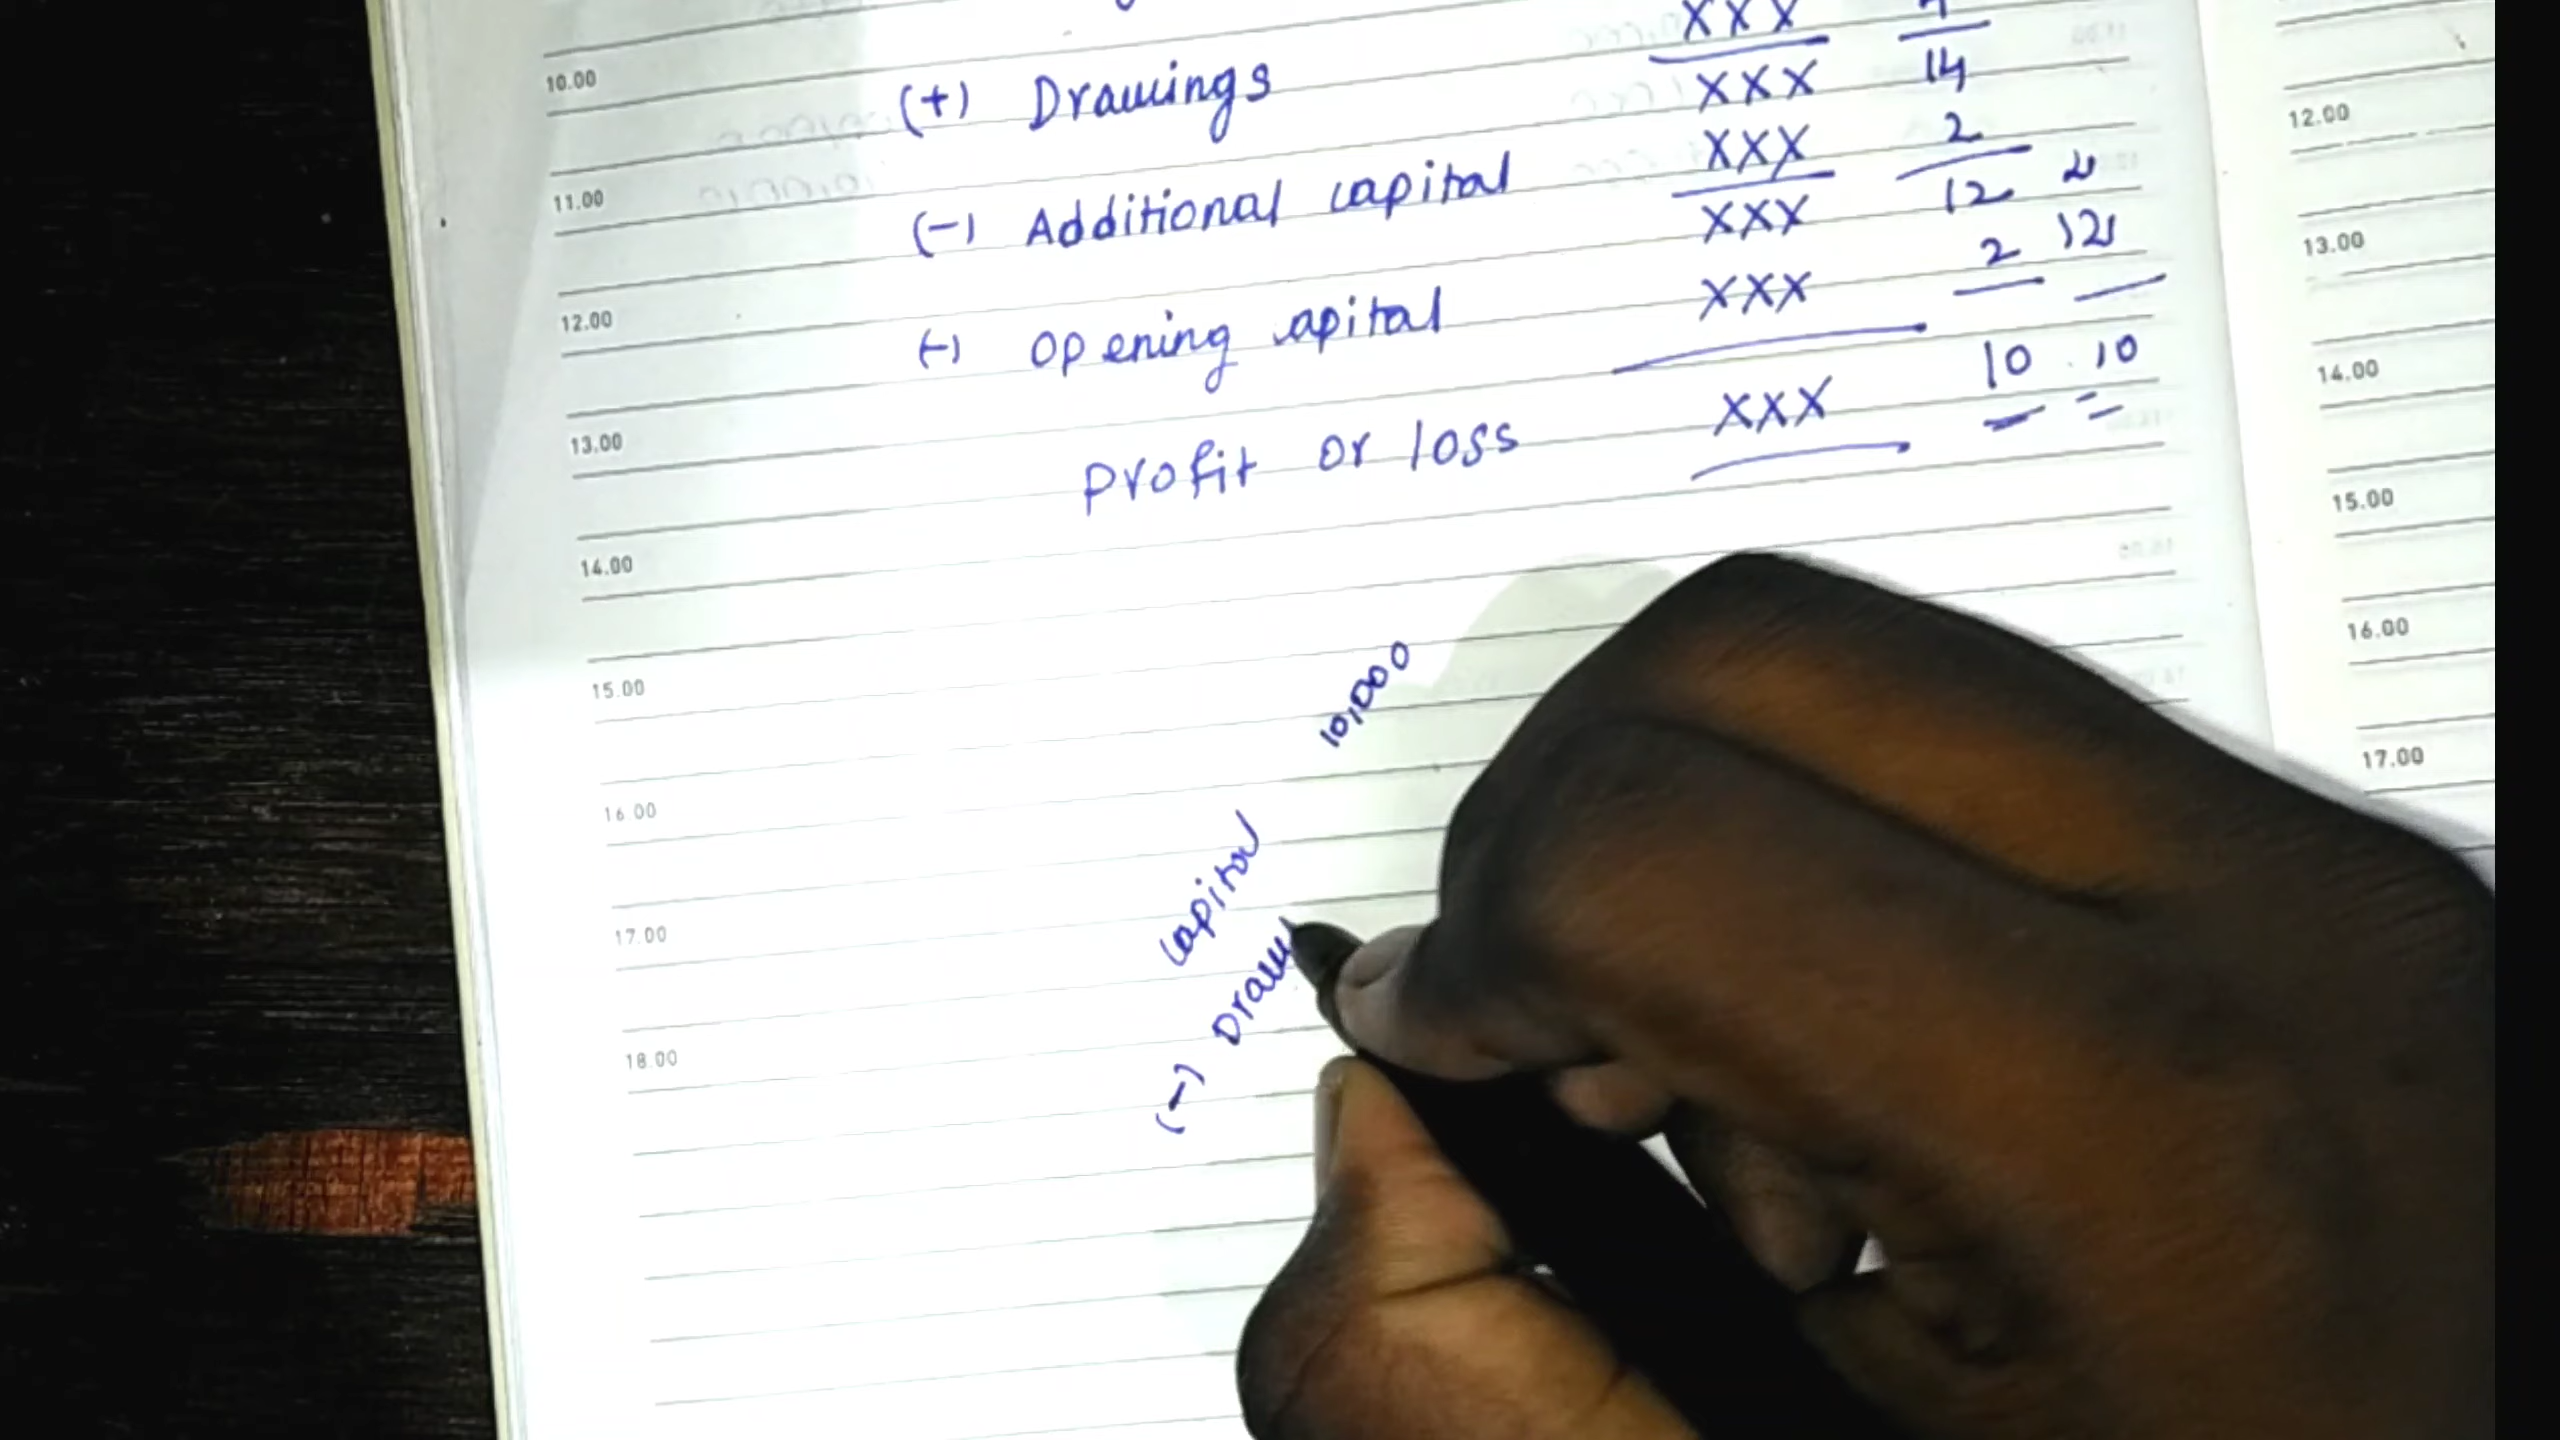 XXX
10.00 (+) Drawings XXX 14
XXX 2
11.00 (-) Additional capital XXX 12
XXX 2 12
12.00 (-) Opening apital
XXX 10 10
13.00 Profit or loss
14.00
10,000
15.00
16.00
capital
17.00
(-) Draw
18.00
12.00
13.00
14.00
15.00
16.00
17.00